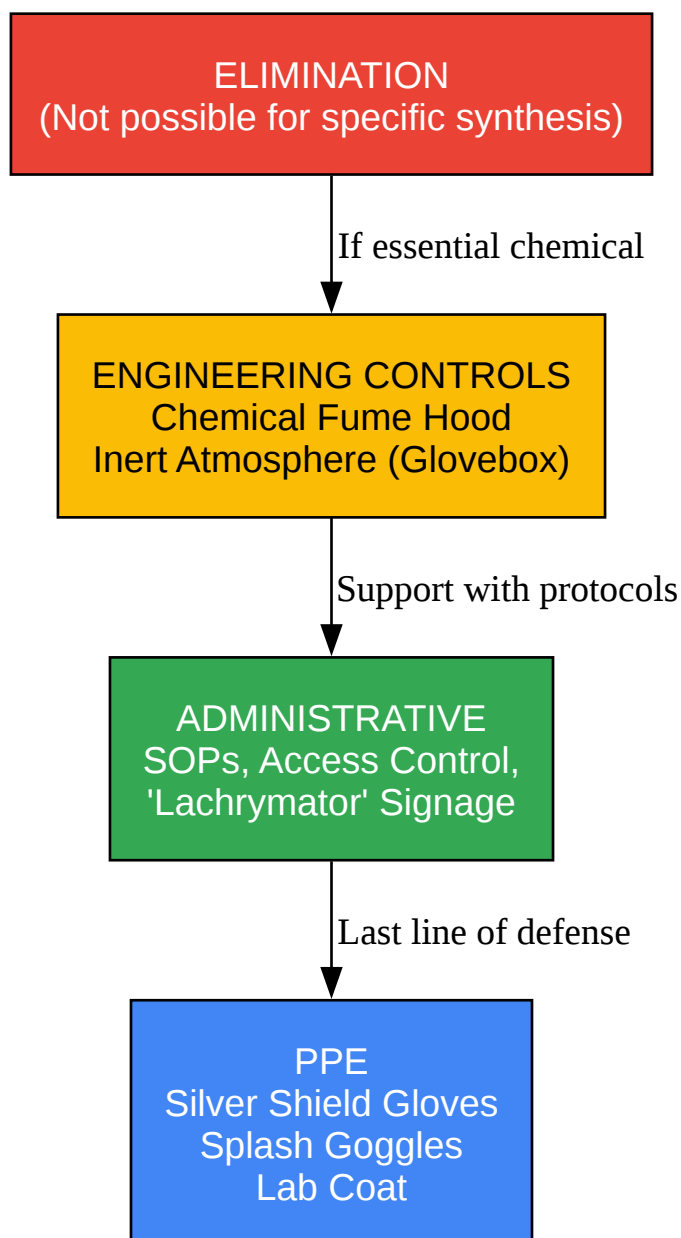 ELIMINATION
(Not possible for specific synthesis)
If essential chemical
ENGINEERING CONTROLS
Chemical Fume Hood
Inert Atmosphere (Glovebox)
Support with protocols
ADMINISTRATIVE
SOPs, Access Control,
'Lachrymator' Signage
Last line of defense
PPE
Silver Shield Gloves
Splash Goggles
Lab Coat